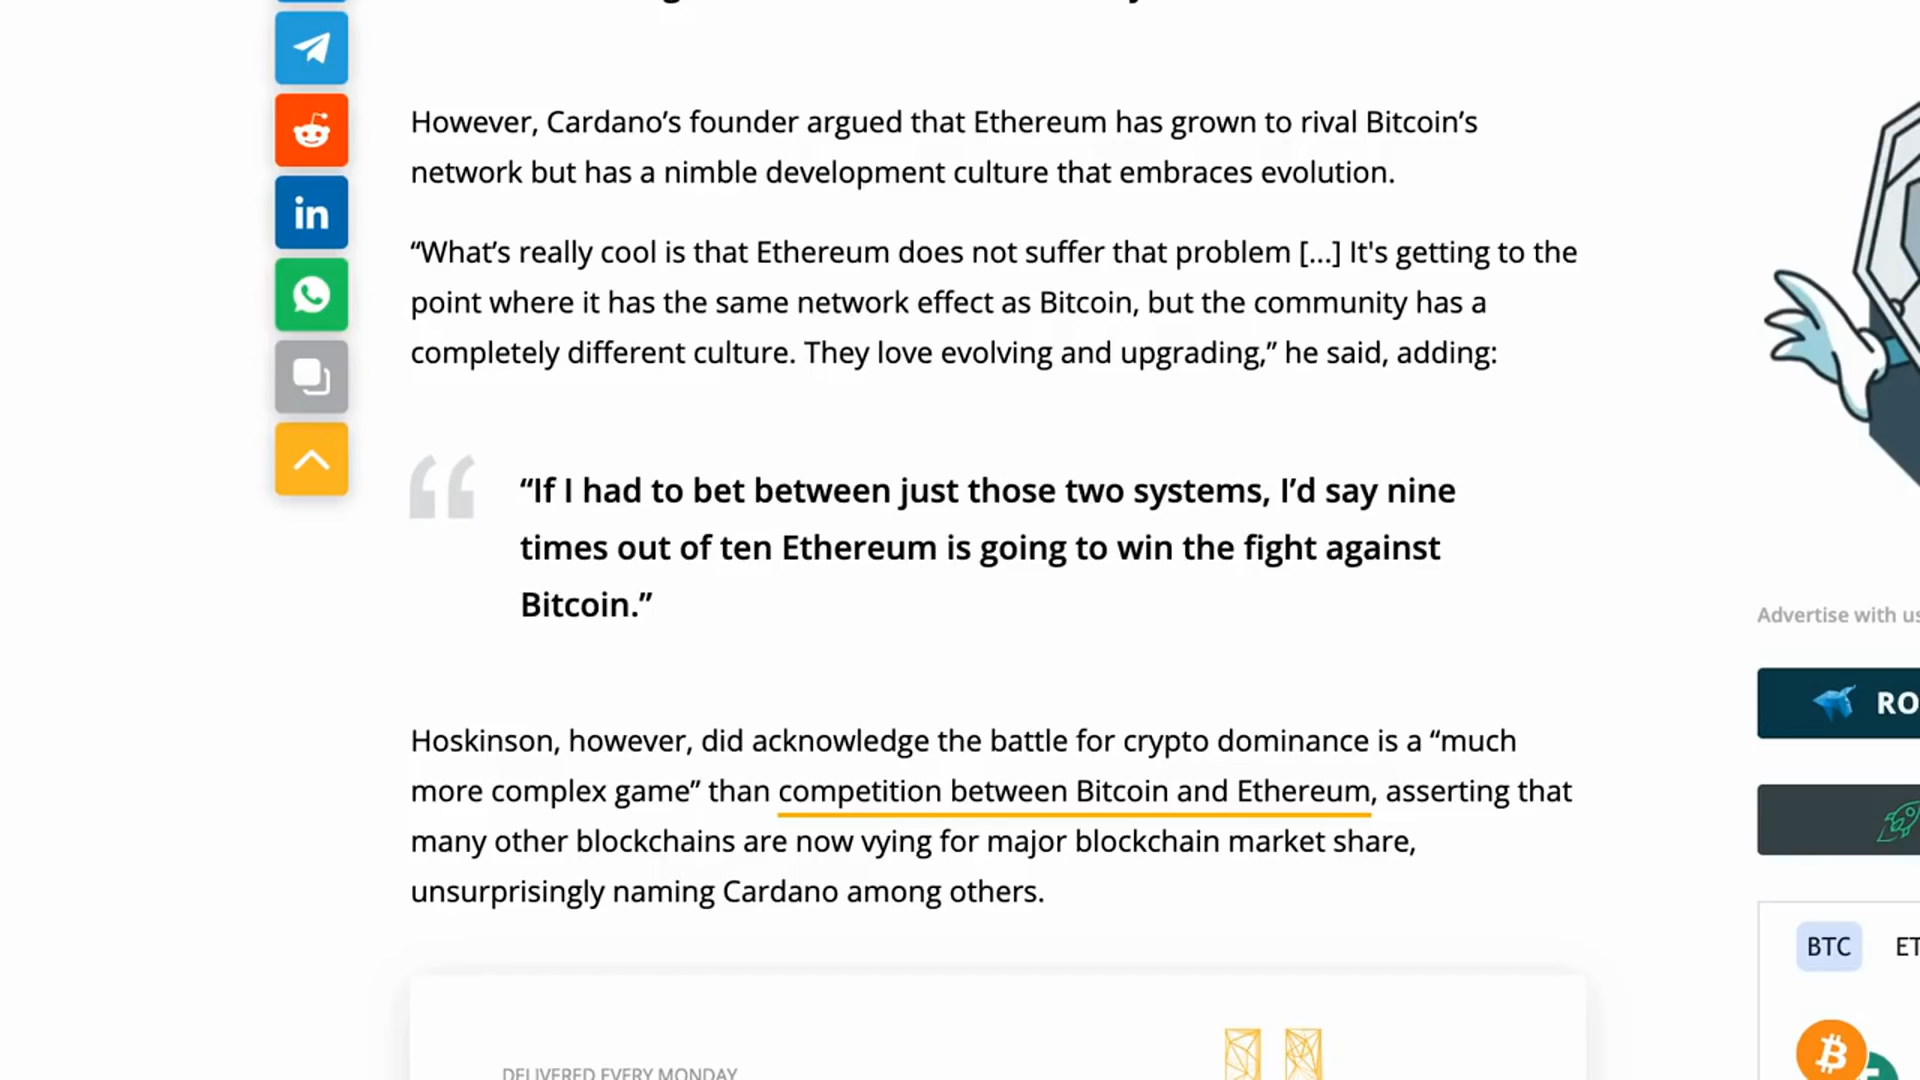 However, Cardano’s founder argued that Ethereum has grown to rival Bitcoin’s
network but has a nimble development culture that embraces evolution.
“What’s really cool is that Ethereum does not suffer that problem [...] It's getting to the
point where it has the same network effect as Bitcoin, but the community has a
completely different culture. They love evolving and upgrading,” he said, adding:
“If I had to bet between just those two systems, I’d say nine
times out of ten Ethereum is going to win the fight against
Bitcoin.”
Hoskinson, however, did acknowledge the battle for crypto dominance is a “much
more complex game” than competition between Bitcoin and Ethereum, asserting that
many other blockchains are now vying for major blockchain market share,
unsurprisingly naming Cardano among others.
DELIVERED EVERY MONDAY
in
Advertise with us
RO
BTC ET